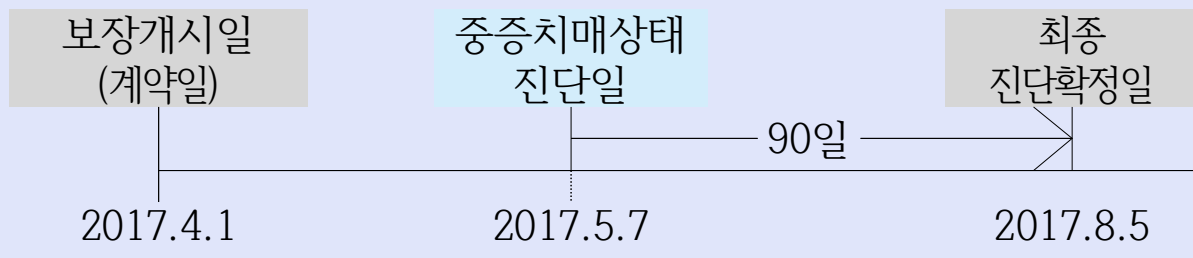 보장개시일
(계약일)
중증치매상태
진단일
최종
진단확정일
90일
2017.4.1
2017.5.7
2017.8.5